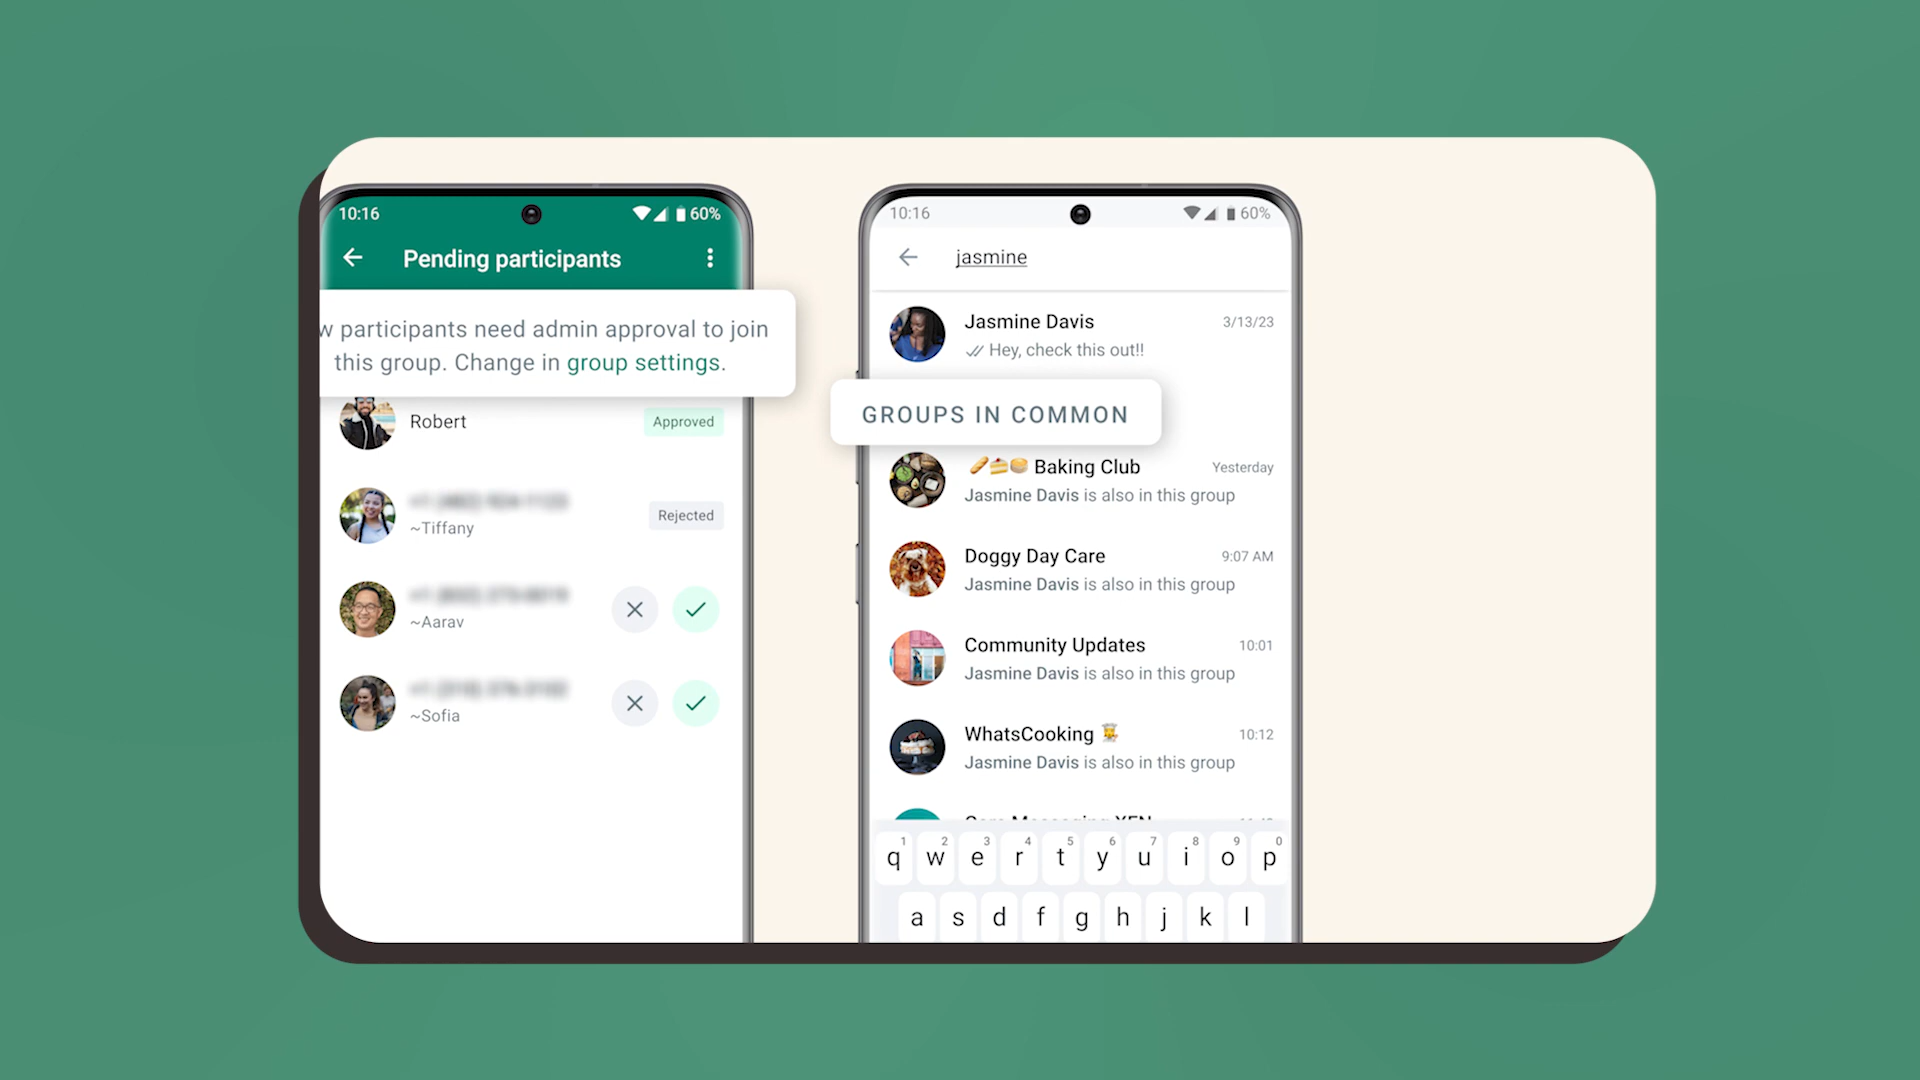 10:16
60%
Pending participants
participants need admin approval to join
this group. Change in group settings.
Robert
Approved
~Tiffany
Rejected
~Aarav
~Sofia
10:16
60%
jasmine
Jasmine Davis
3/13/23
Hey, check this out!!
GROUPS IN COMMON
Baking Club
Yesterday
Jasmine Davis is also in this group
Doggy Day Care
9:07 AM
Jasmine Davis is also in this group
Community Updates
10:01
Jasmine Davis is also in this group
WhatsCooking
10:12
Jasmine Davis is also in this group
1 2 3 4 5 6 7 8 9 0
q w e r t y u i o p
a s d f g h j k l